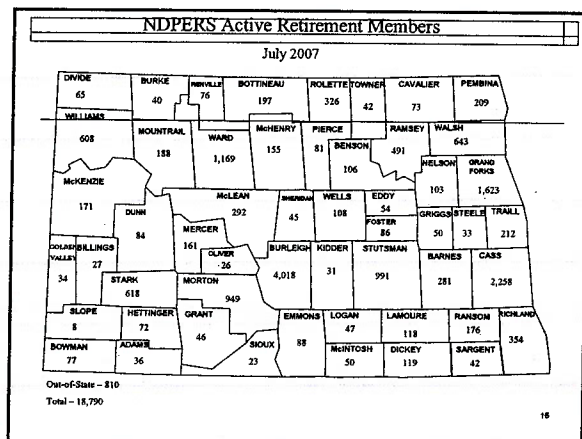 NDPERS Active Retirement Members
July 2007
DIVIDE
65
BURKE
40
RENVILLE
76
BOTTINEAU
197
ROLETTE
326
TOWNER
42
CAVALIER
73
PEMBINA
209
WILLIAMS
608
MOUNTRAIL
188
WARD
1,169
McHENRY
155
PIERCE
81
BENSON
106
RAMSEY
491
WALSH
643
NELSON
103
GRAND
FORKS
1,623
McKENZIE
171
DUNN
84
McLEAN
292
SHERIDAN
45
WELLS
108
EDDY
54
FOSTER
86
GRIGGS
50
STEELE
33
TRAILL
212
MERCER
161
OLIVER
26
GOLDEN
VALLEY
34
BILLINGS
27
STARK
618
MORTON
949
BURLEIGH
4,018
KIDDER
31
STUTSMAN
991
BARNES
281
CASS
2,258
SLOPE
8
HETTINGER
72
GRANT
46
SIOUX
23
EMMONS
88
LOGAN
47
LAMOURE
118
RANSOM
176
RICHLAND
354
BOWMAN
77
ADAMS
36
McINTOSH
50
DICKEY
119
SARGENT
42
Out-of-State – 810
Total – 18,790